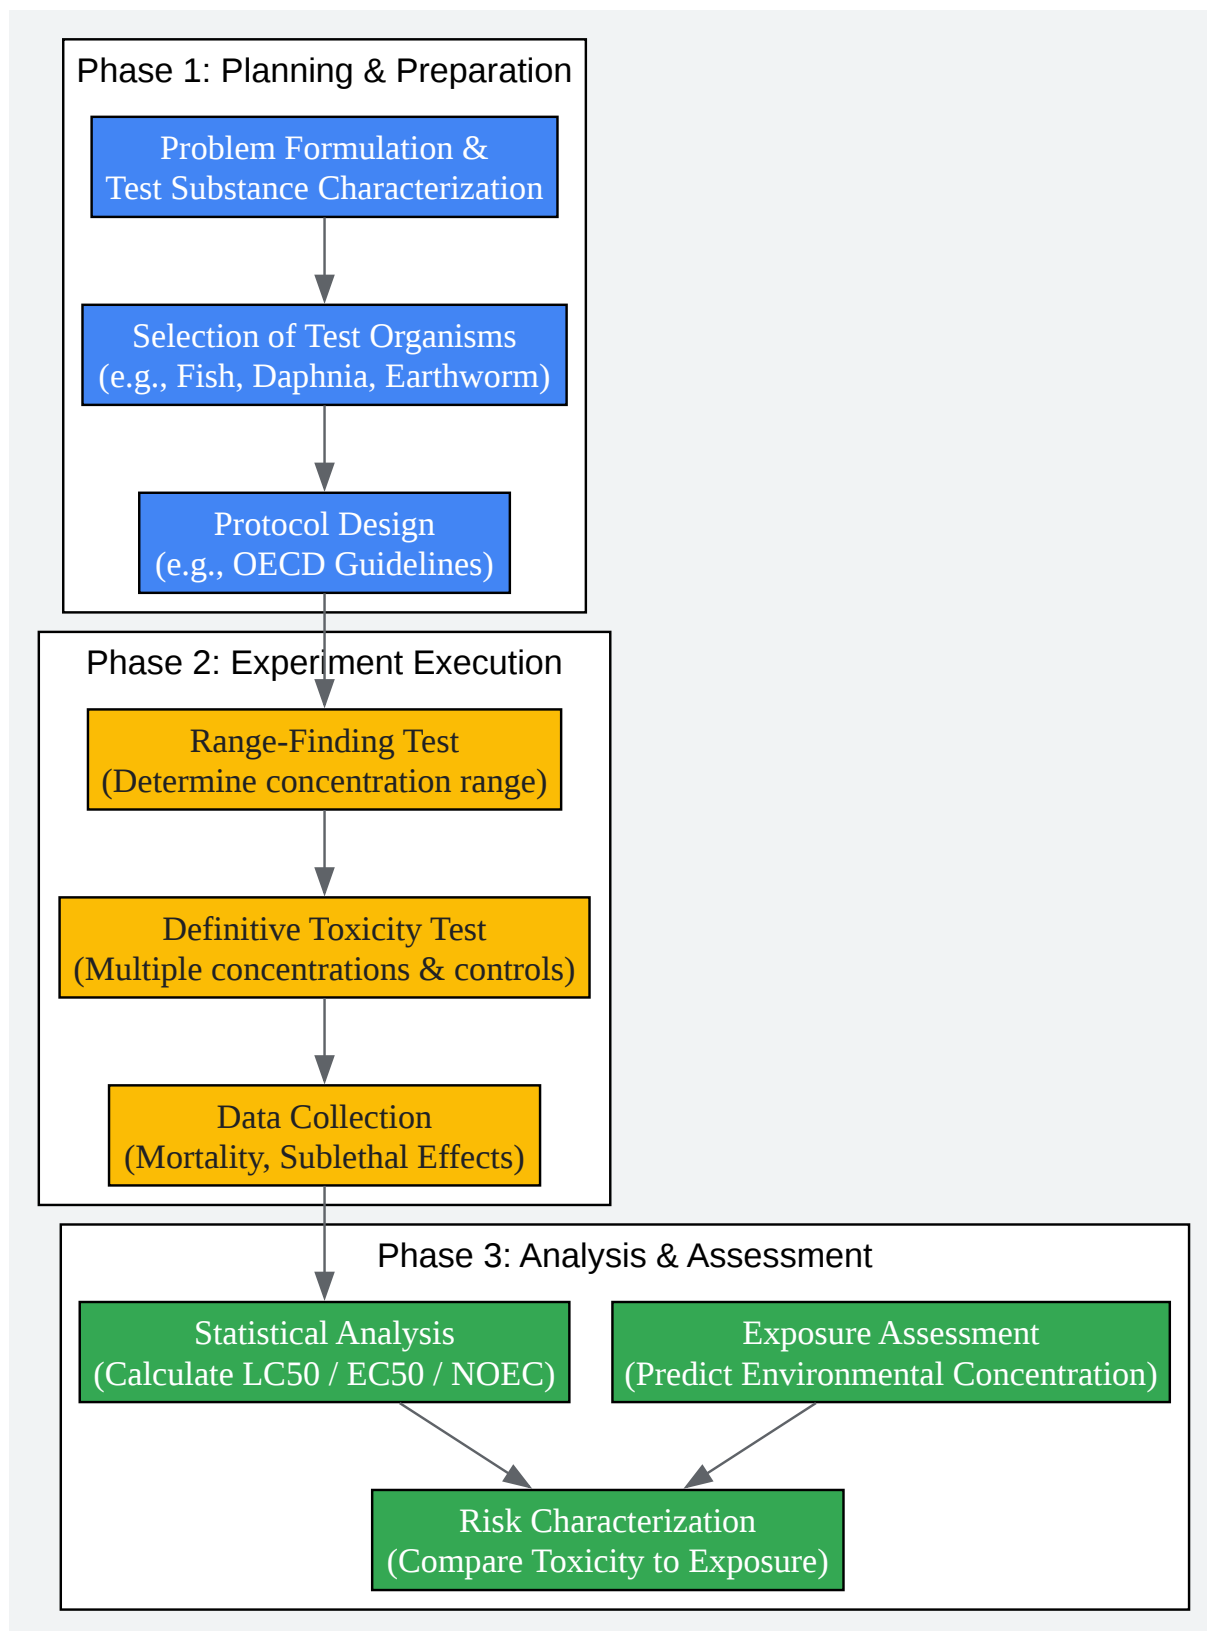 Phase 1: Planning & Preparation
Problem Formulation &
Test Substance Characterization
Selection of Test Organisms
(e.g., Fish, Daphnia, Earthworm)
Protocol Design
(e.g., OECD Guidelines)
Phase 2: Experiment Execution
Range-Finding Test
(Determine concentration range)
Definitive Toxicity Test
(Multiple concentrations & controls)
Data Collection
(Mortality, Sublethal Effects)
Phase 3: Analysis & Assessment
Statistical Analysis
(Calculate LC50 / EC50 / NOEC)
Exposure Assessment
(Predict Environmental Concentration)
Risk Characterization
(Compare Toxicity to Exposure)